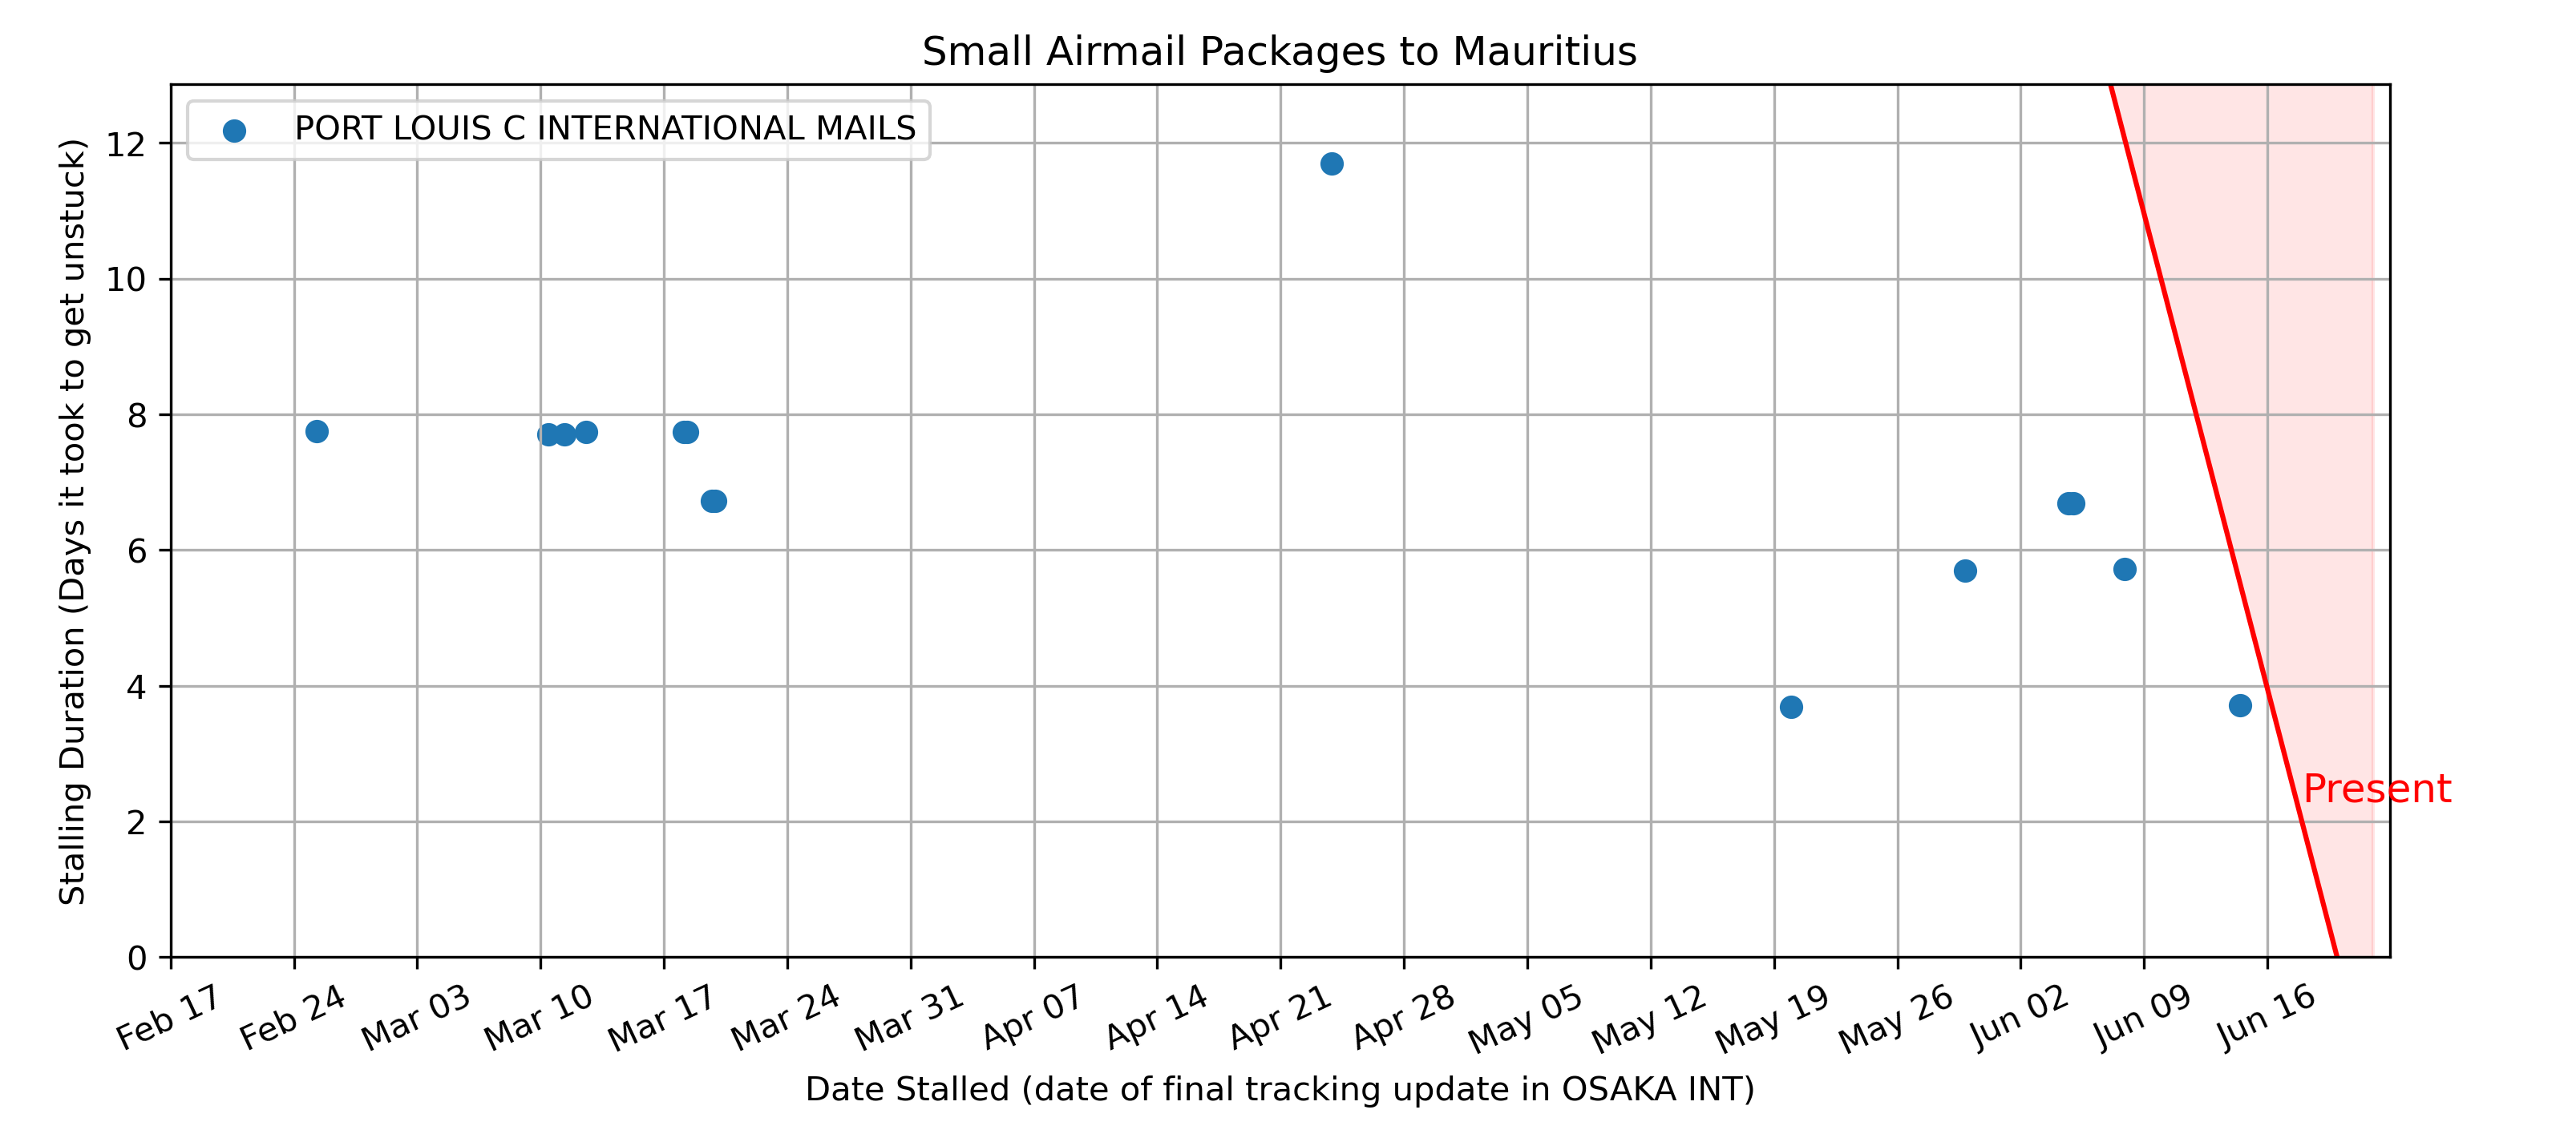 Small Airmail Packages to Mauritius
PORT LOUIS C INTERNATIONAL MAILS
Stalling Duration (Days it took to get unstuck)
12
10
8
6
4
2
0
Present
Feb 17
Feb 24
Mar 03
Mar 10
Mar 17
Mar 24
Mar 31
Apr 07
Apr 14
Apr 21
Apr 28
May 05
May 12
May 19
May 26
Jun 02
Jun 09
Jun 16
Date Stalled (date of final tracking update in OSAKA INT)